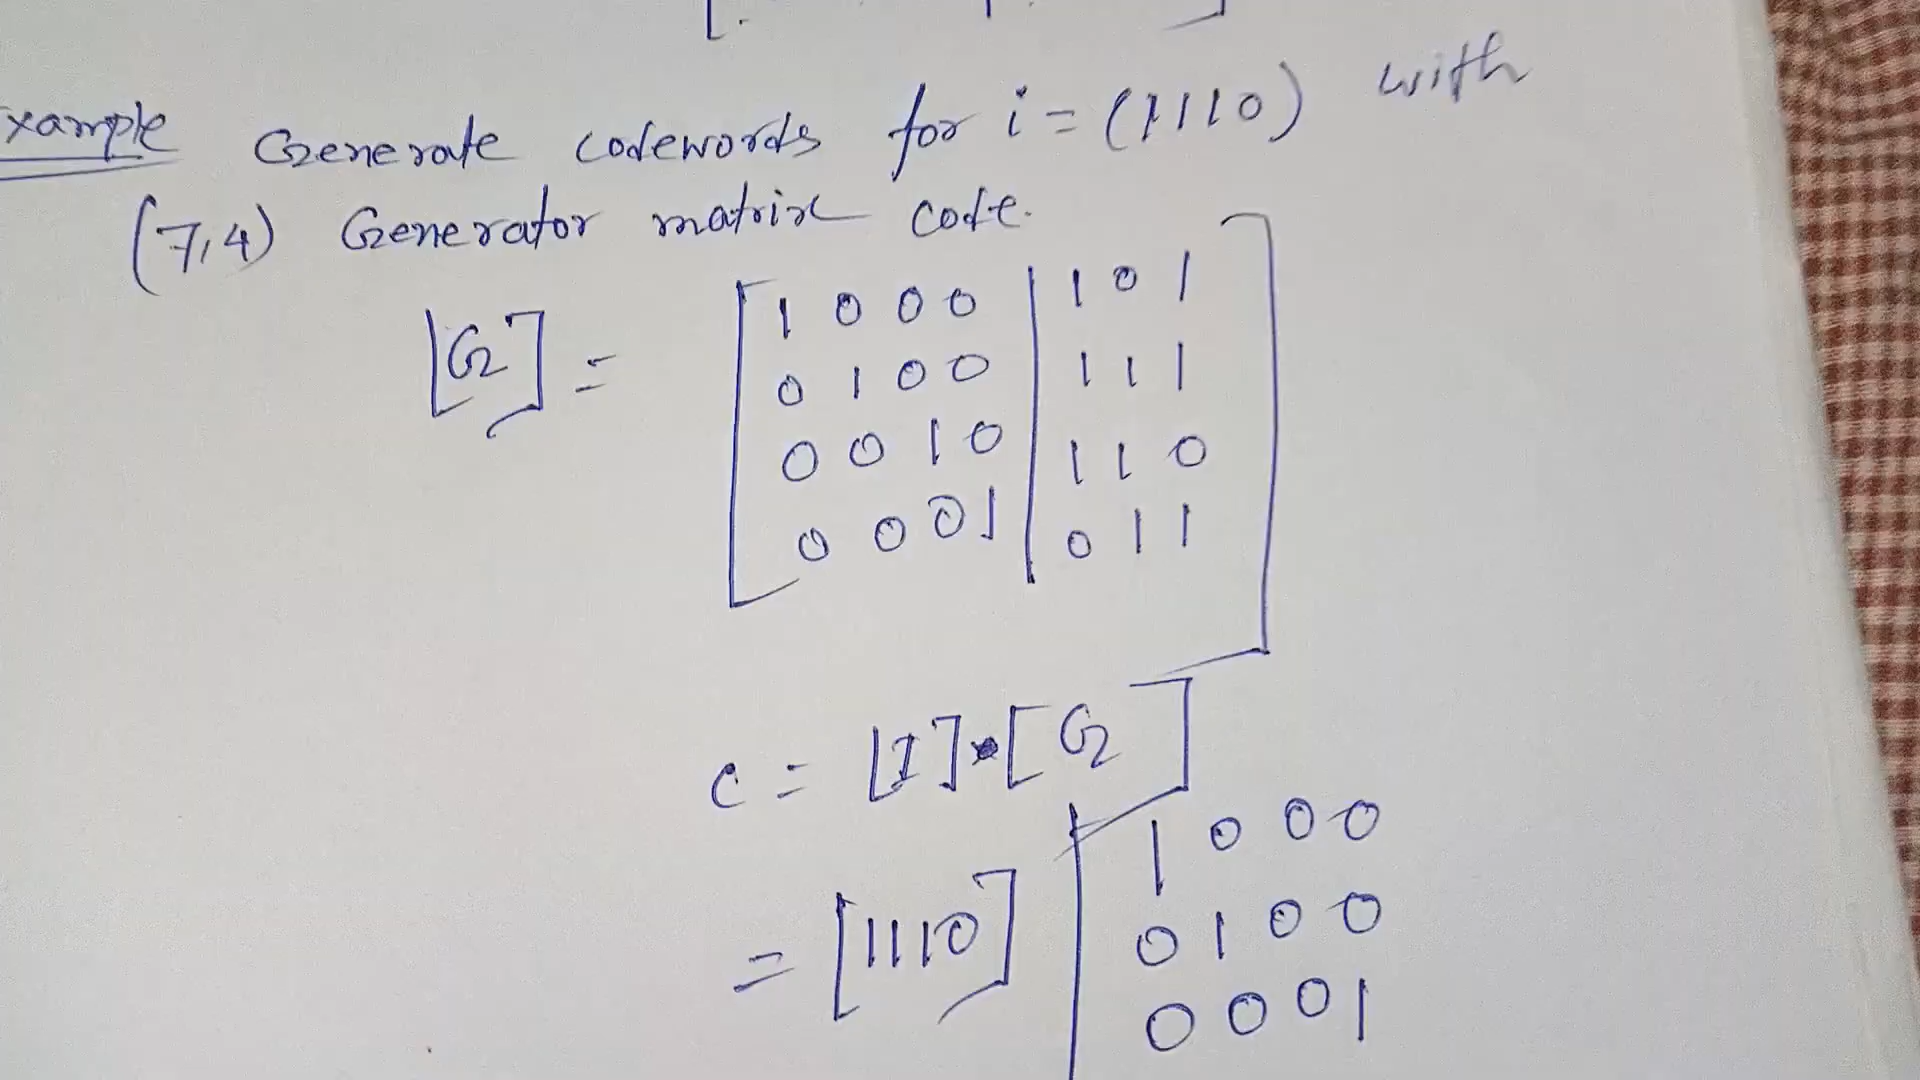 Example Generate codewords for i = (1110) with
(7,4) Generator matrix code.
[G] = [1 0 0 0 | 1 0 1
0 1 0 0 | 1 1 1
0 0 1 0 | 1 1 0
0 0 0 1 | 0 1 1]
c = [I]•[G]
= [1110] [1 0 0 0
0 1 0 0
0 0 0 1